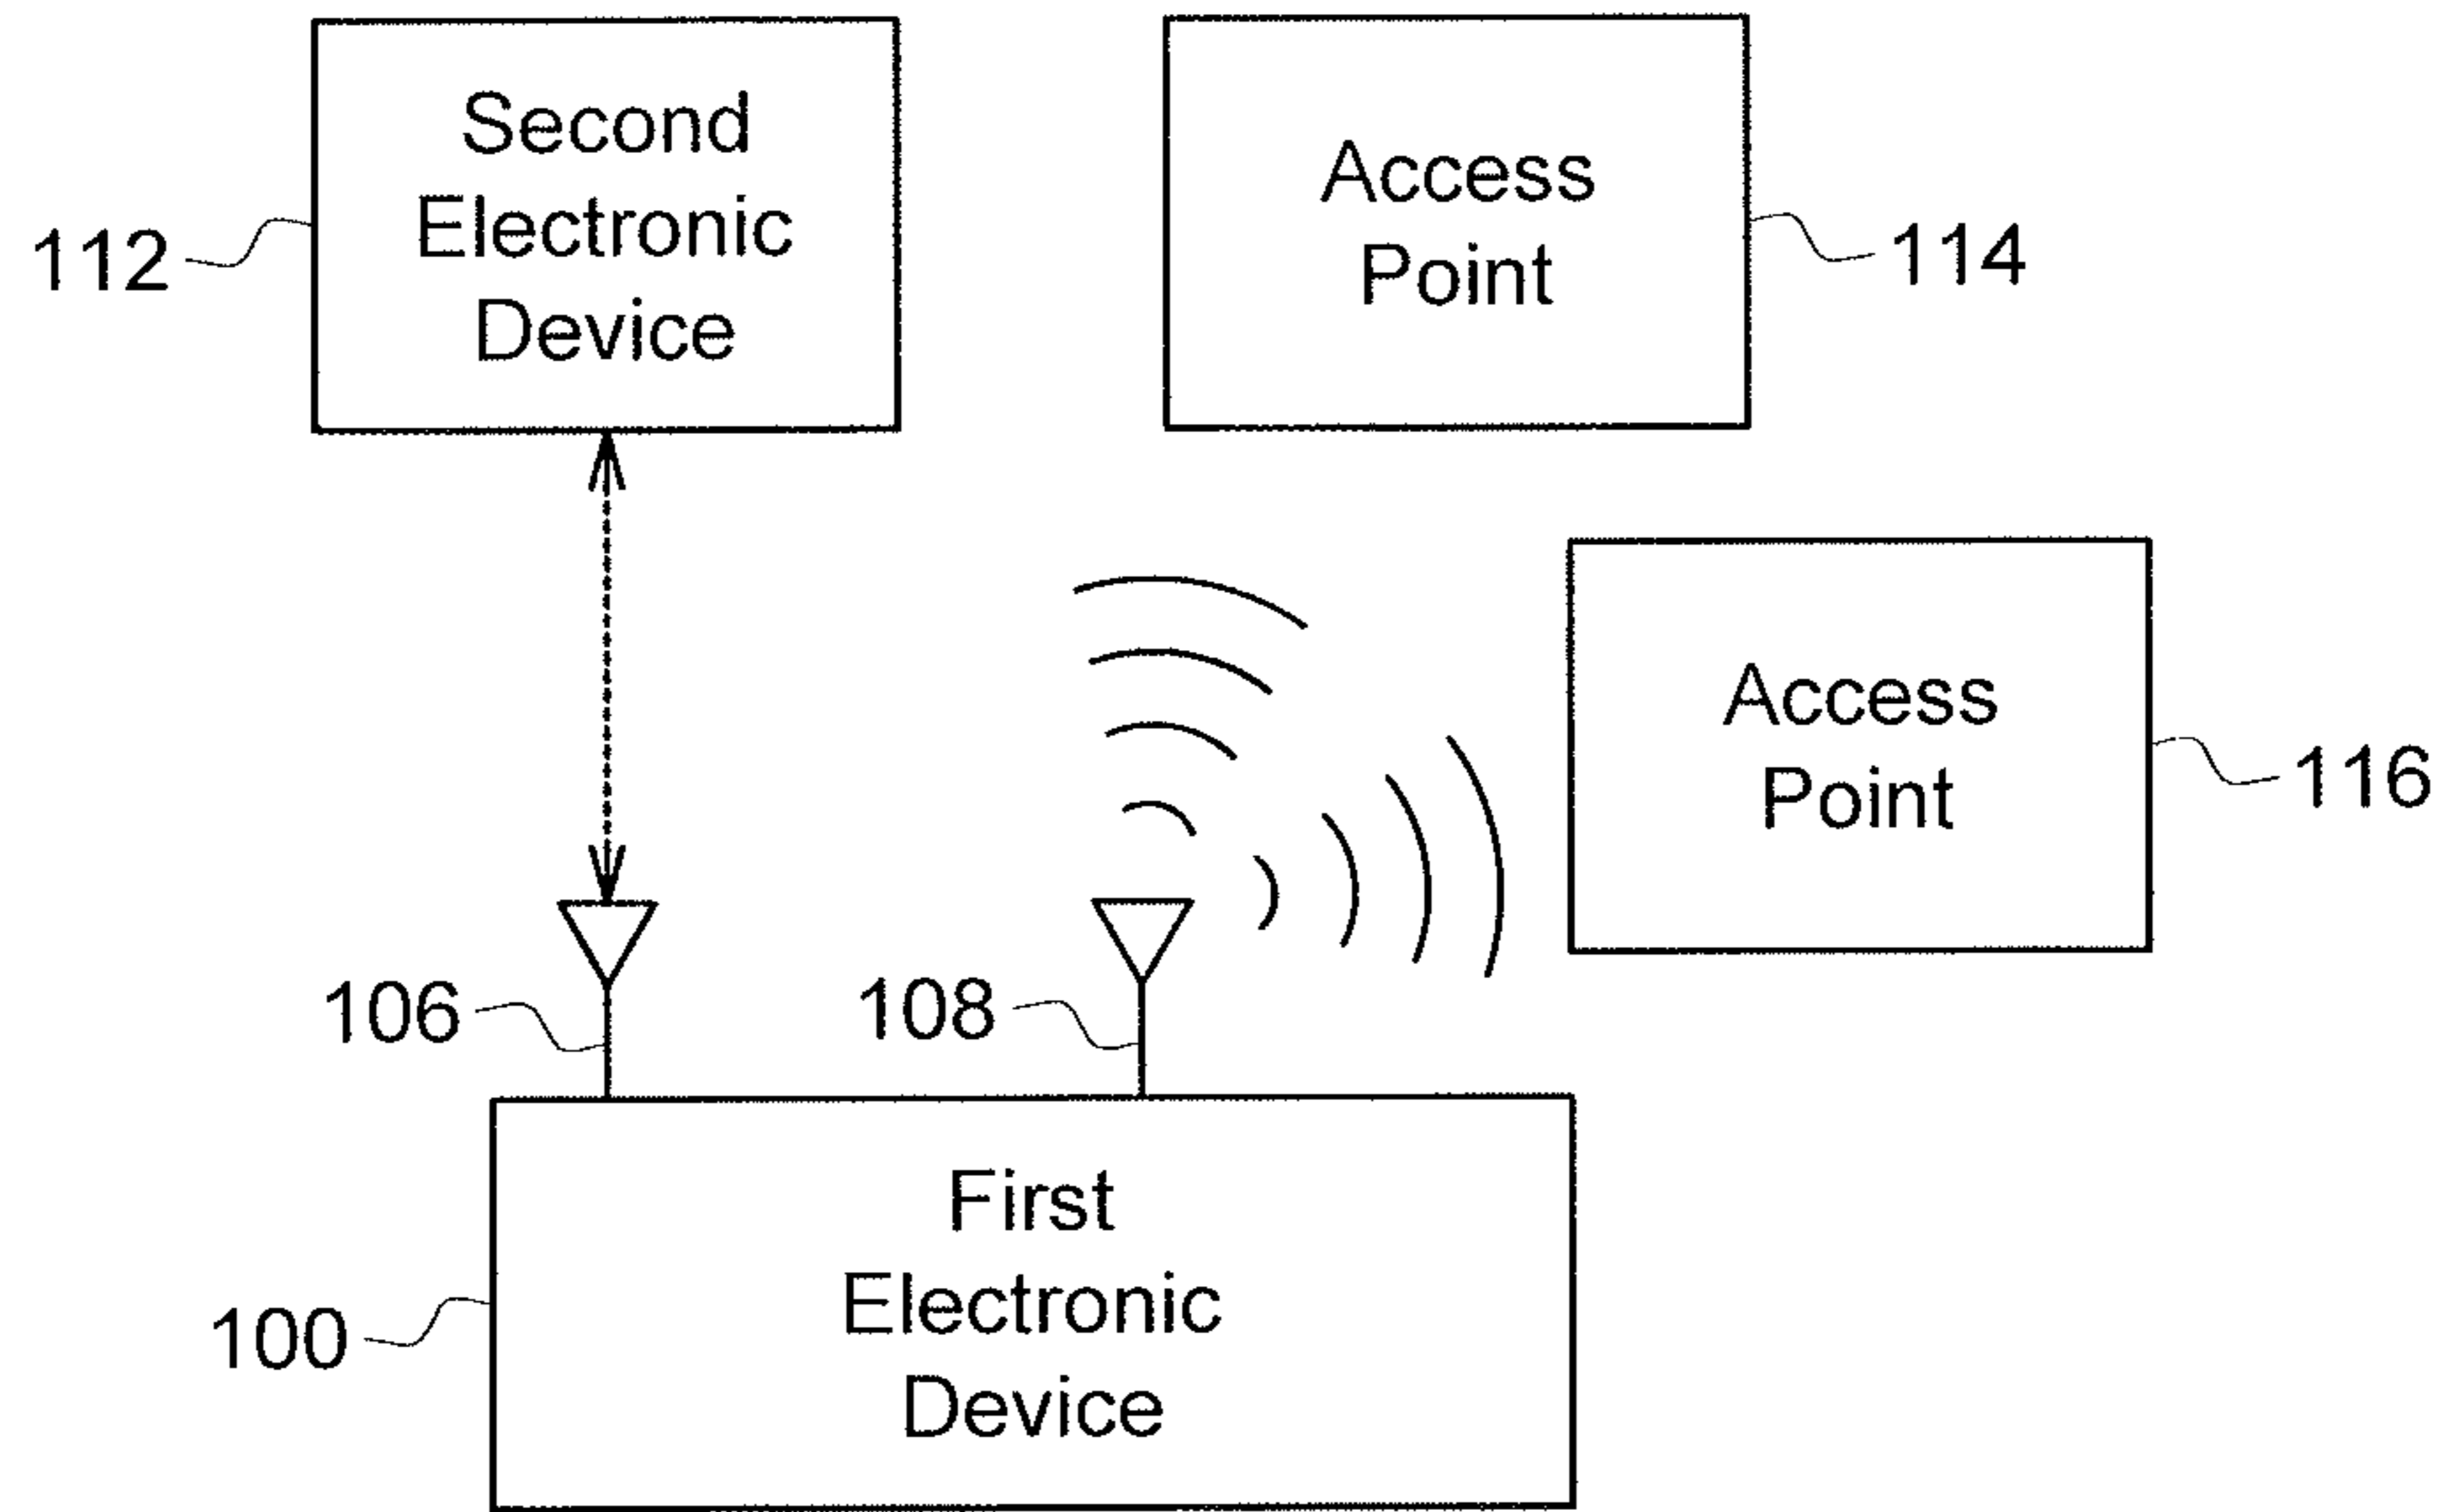 Second
Electronic
Device
112
Access
Point
114
Access
Point
116
106
108
First
Electronic
Device
100